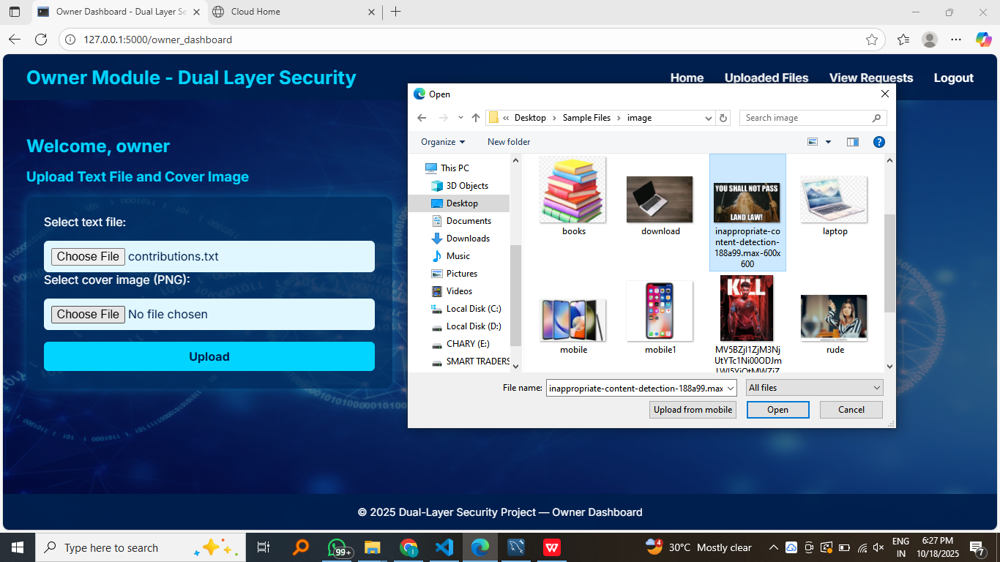 Owner Dashboard - Dual Layer Se
Cloud Home
127.0.0.1:5000/owner_dashboard
Owner Module - Dual Layer Security
Home
Uploaded Files
View Requests
Logout
Welcome, owner
Upload Text File and Cover Image
Select text file:
Choose File contributions.txt
Select cover image (PNG):
Choose File No file chosen
Upload
Open
« Desktop › Sample Files › image
Search image
Organize
New folder
This PC
3D Objects
Desktop
Documents
Downloads
Music
Pictures
Videos
Local Disk (C:)
Local Disk (D:)
CHARY (E:)
SMART TRADERS
books
download
YOU SHALL NOT PASS
LAND LAW!
inappropriate-co
ntent-detection-
188a99.max-600x
600
laptop
mobile
mobile1
KILL
MV5BZjI1ZjM3Nj
UtYTc1Ni00ODJm
rude
File name:
inappropriate-content-detection-188a99.max
All files
Upload from mobile
Open
Cancel
© 2025 Dual-Layer Security Project — Owner Dashboard
Type here to search
99+
4
30°C Mostly clear
ENG
IN
6:27 PM
10/18/2025
7